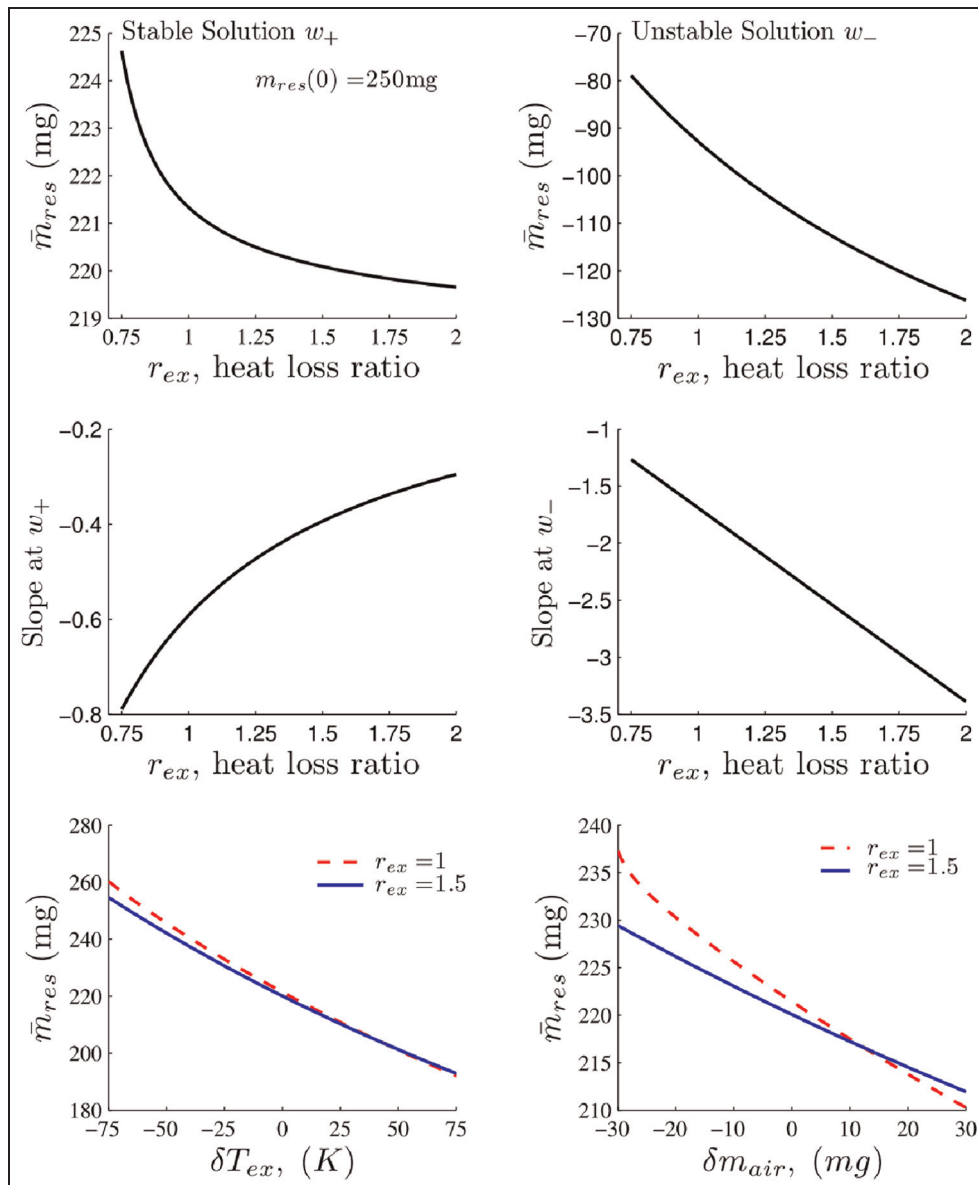 Stable Solution w₊
m_res(0) = 250mg
225
224
223
222
221
220
219
m̄_res (mg)
0.75 1 1.25 1.5 1.75 2
r_ex, heat loss ratio
Unstable Solution w₋
−70
−80
−90
−100
−110
−120
−130
m̄_res (mg)
0.75 1 1.25 1.5 1.75 2
r_ex, heat loss ratio
−0.2
−0.4
−0.6
−0.8
Slope at w₊
0.75 1 1.25 1.5 1.75 2
r_ex, heat loss ratio
−1
−1.5
−2
−2.5
−3
−3.5
Slope at w₋
0.75 1 1.25 1.5 1.75 2
r_ex, heat loss ratio
280
260
240
220
200
180
m̄_res (mg)
r_ex = 1
r_ex = 1.5
−75 −50 −25 0 25 50 75
δT_ex, (K)
240
235
230
225
220
215
210
m̄_res (mg)
r_ex = 1
r_ex = 1.5
−30 −20 −10 0 10 20 30
δm_air, (mg)